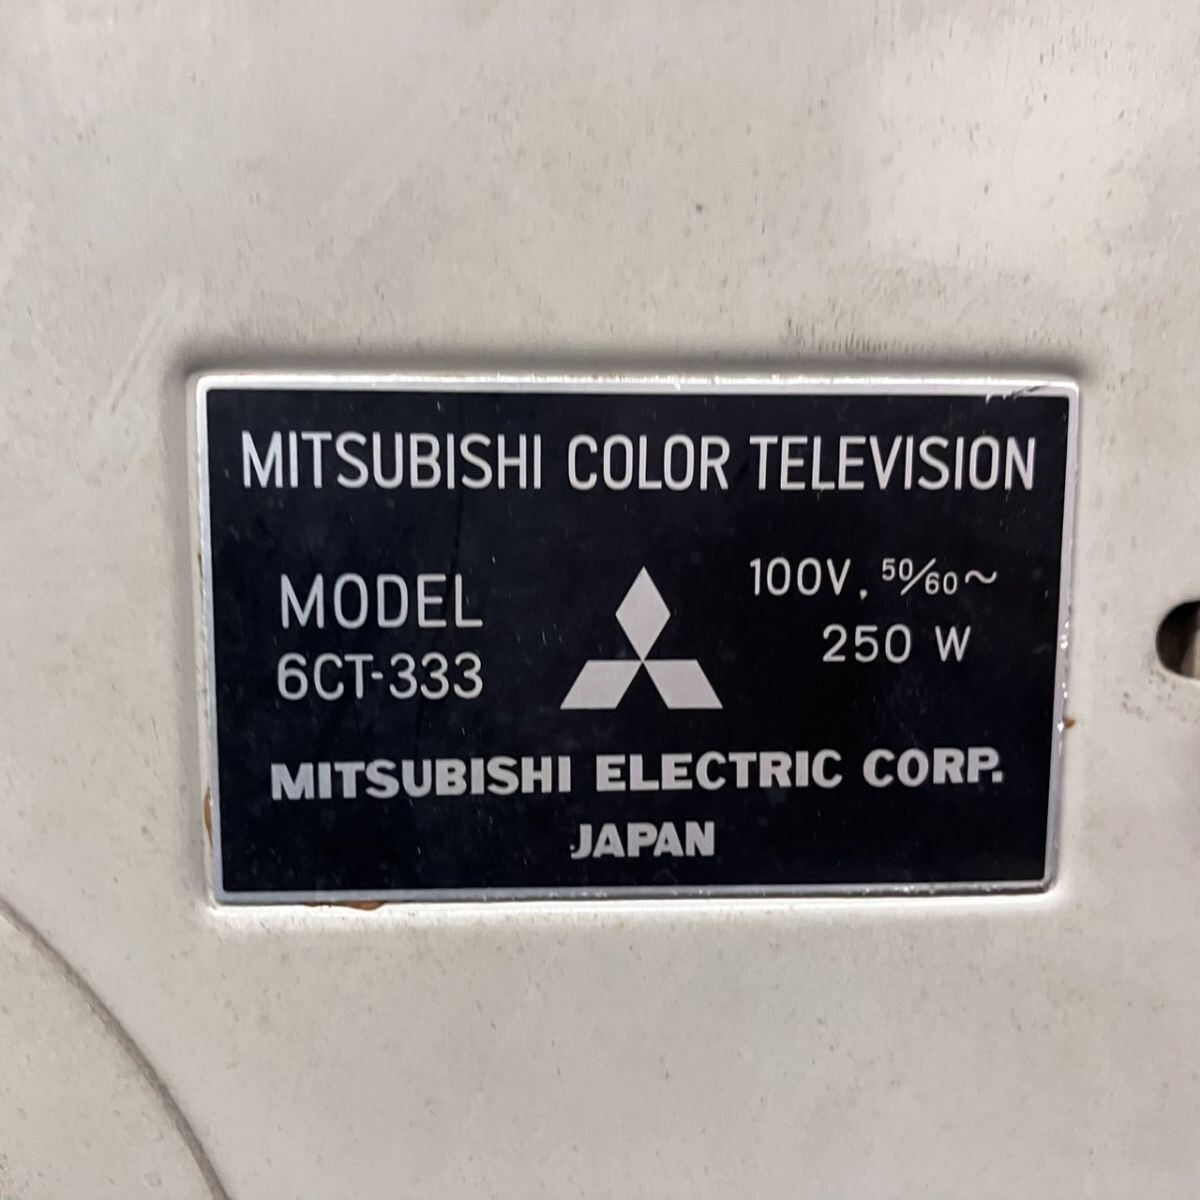 MITSUBISHI COLOR TELEVISION
MODEL
6CT-333
100V, 50/60~
250 W
MITSUBISHI ELECTRIC CORP.
JAPAN